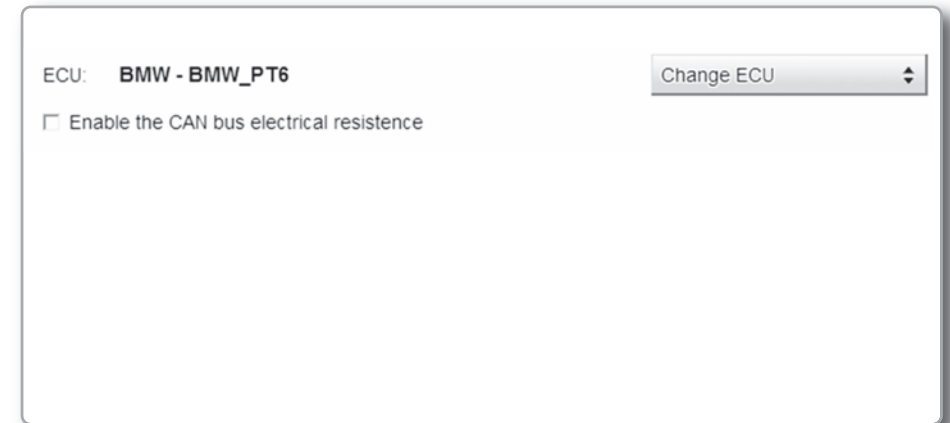 ECU: BMW - BMW_PT6 Change ECU
Enable the CAN bus electrical resistence